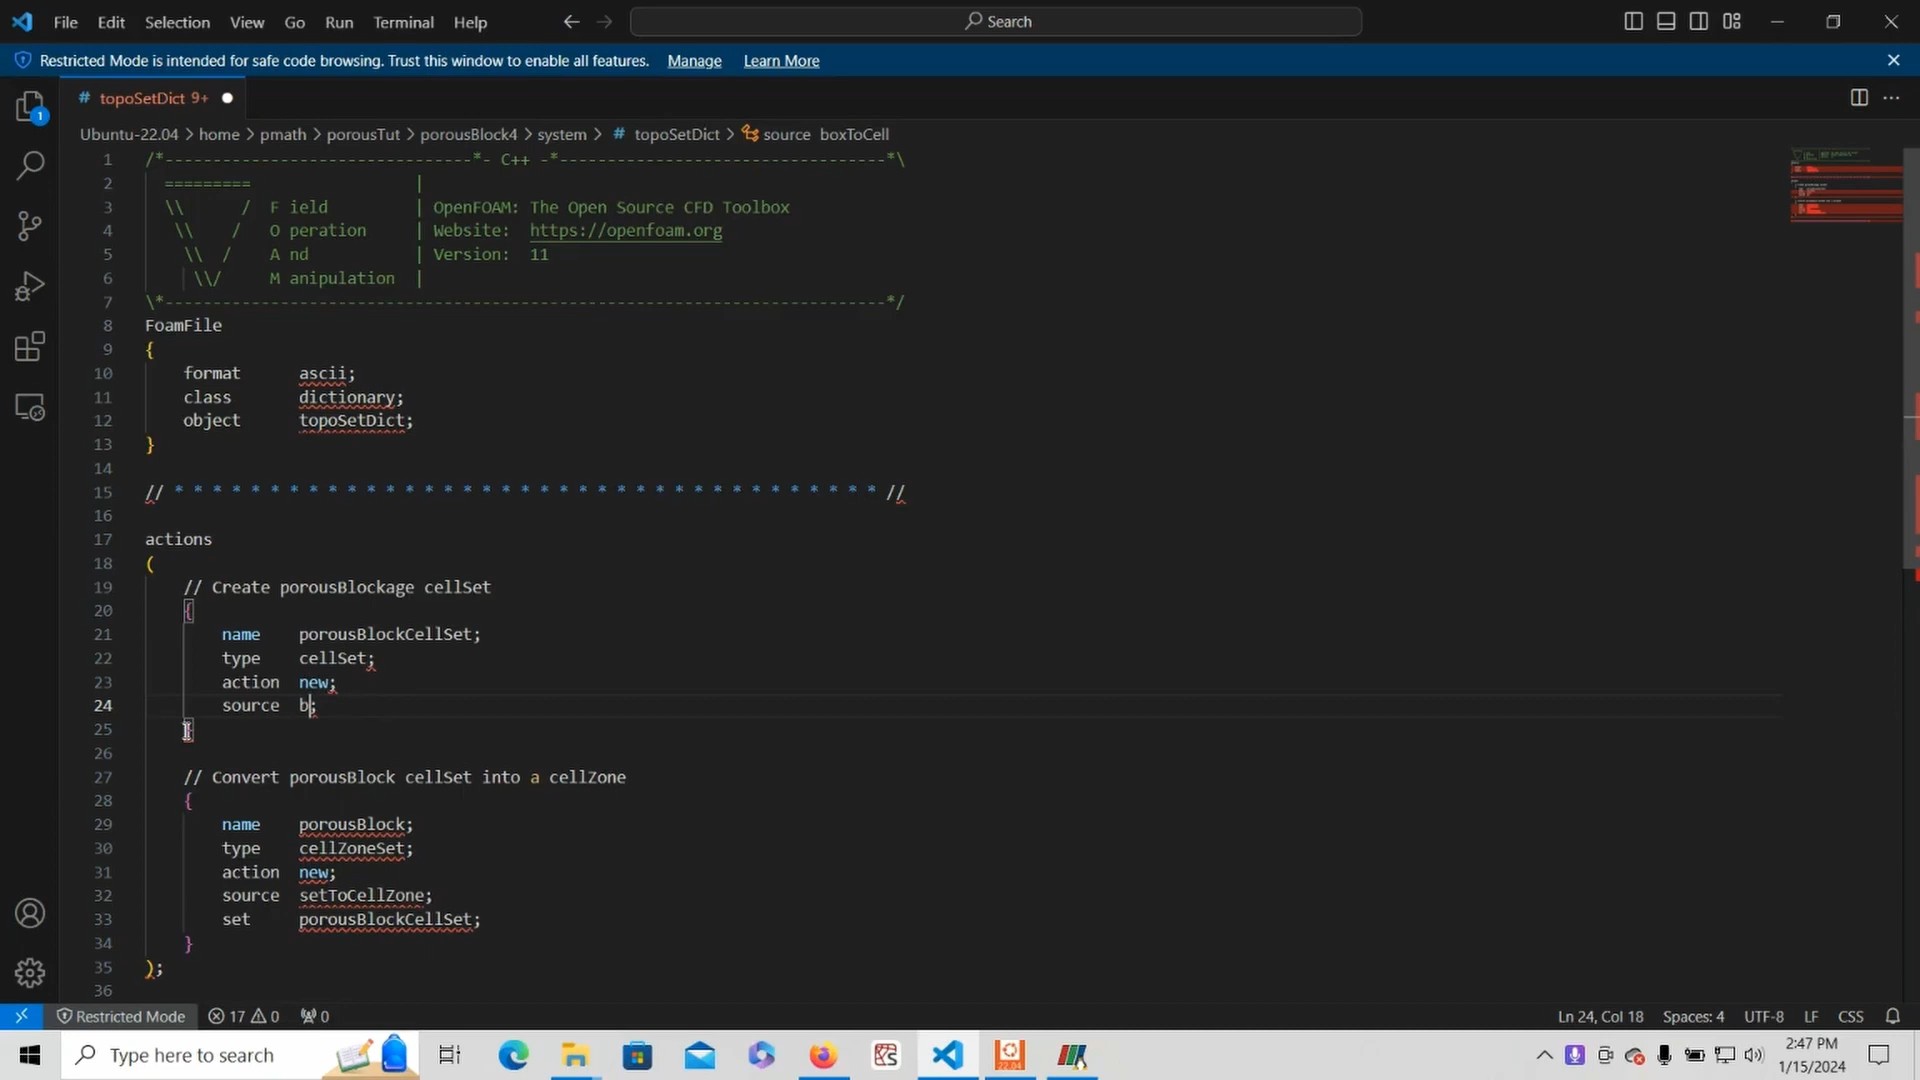 File Edit Selection View Go Run Terminal Help Search
Restricted Mode is intended for safe code browsing. Trust this window to enable all features. Manage Learn More
# topoSetDict 9+
1
Ubuntu-22.04 > home > pmath > porousTut > porousBlock4 > system > # topoSetDict > source boxToCell
1 /*--------------------------------*- C++ -*----------------------------------*\
2 ========= |
3 \\ / F ield | OpenFOAM: The Open Source CFD Toolbox
4 \\ / O peration | Website: https://openfoam.org
5 \\ / A nd | Version: 11
6 \\/ M anipulation |
7 \*---------------------------------------------------------------------------*/
8 FoamFile
9 {
10 format ascii;
11 class dictionary;
12 object topoSetDict;
13 }
14
15 // * * * * * * * * * * * * * * * * * * * * * * * * * * * * * * * * * * * * * //
16
17 actions
18 (
19 // Create porousBlockage cellSet
20 {
21 name porousBlockCellSet;
22 type cellSet;
23 action new;
24 source b;
25 }
26
27 // Convert porousBlock cellSet into a cellZone
28 {
29 name porousBlock;
30 type cellZoneSet;
31 action new;
32 source setToCellZone;
33 set porousBlockCellSet;
34 }
35 );
36
Restricted Mode 17 0 0 Ln 24, Col 18 Spaces: 4 UTF-8 LF CSS
Type here to search
22.04
2:47 PM
1/15/2024